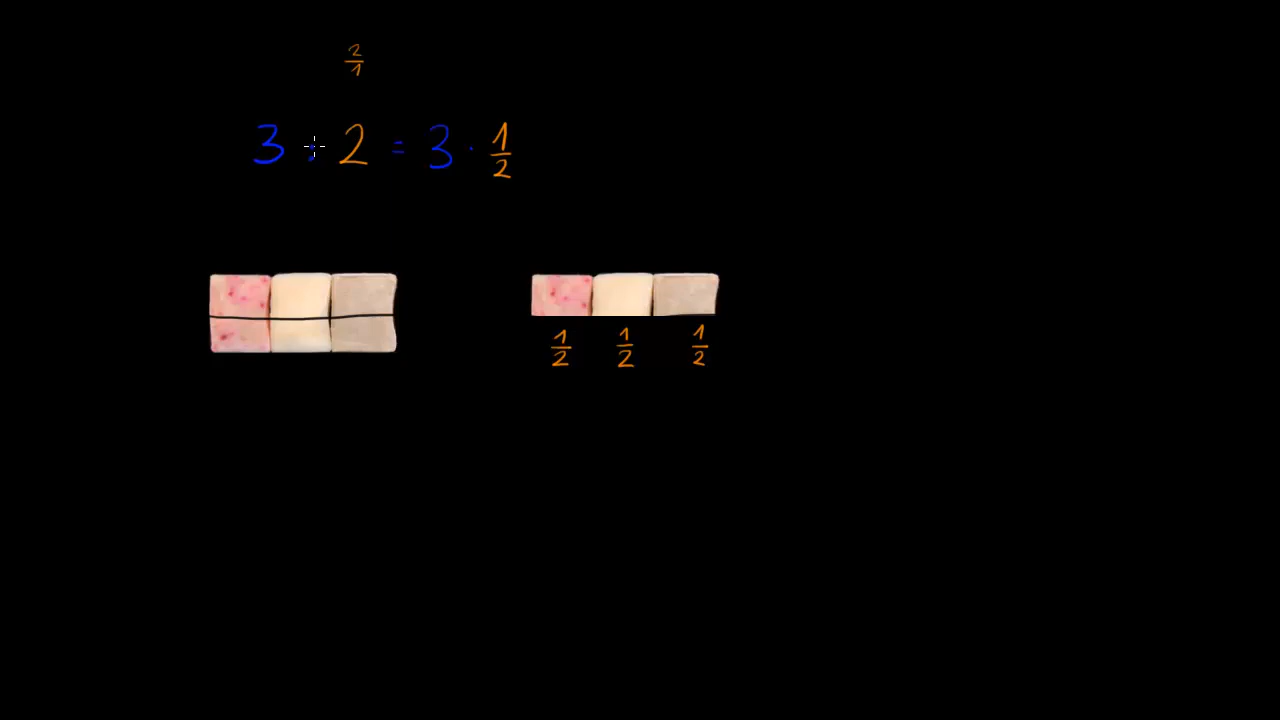 2/1
3 : 2 = 3 · 1/2
1/2 1/2 1/2